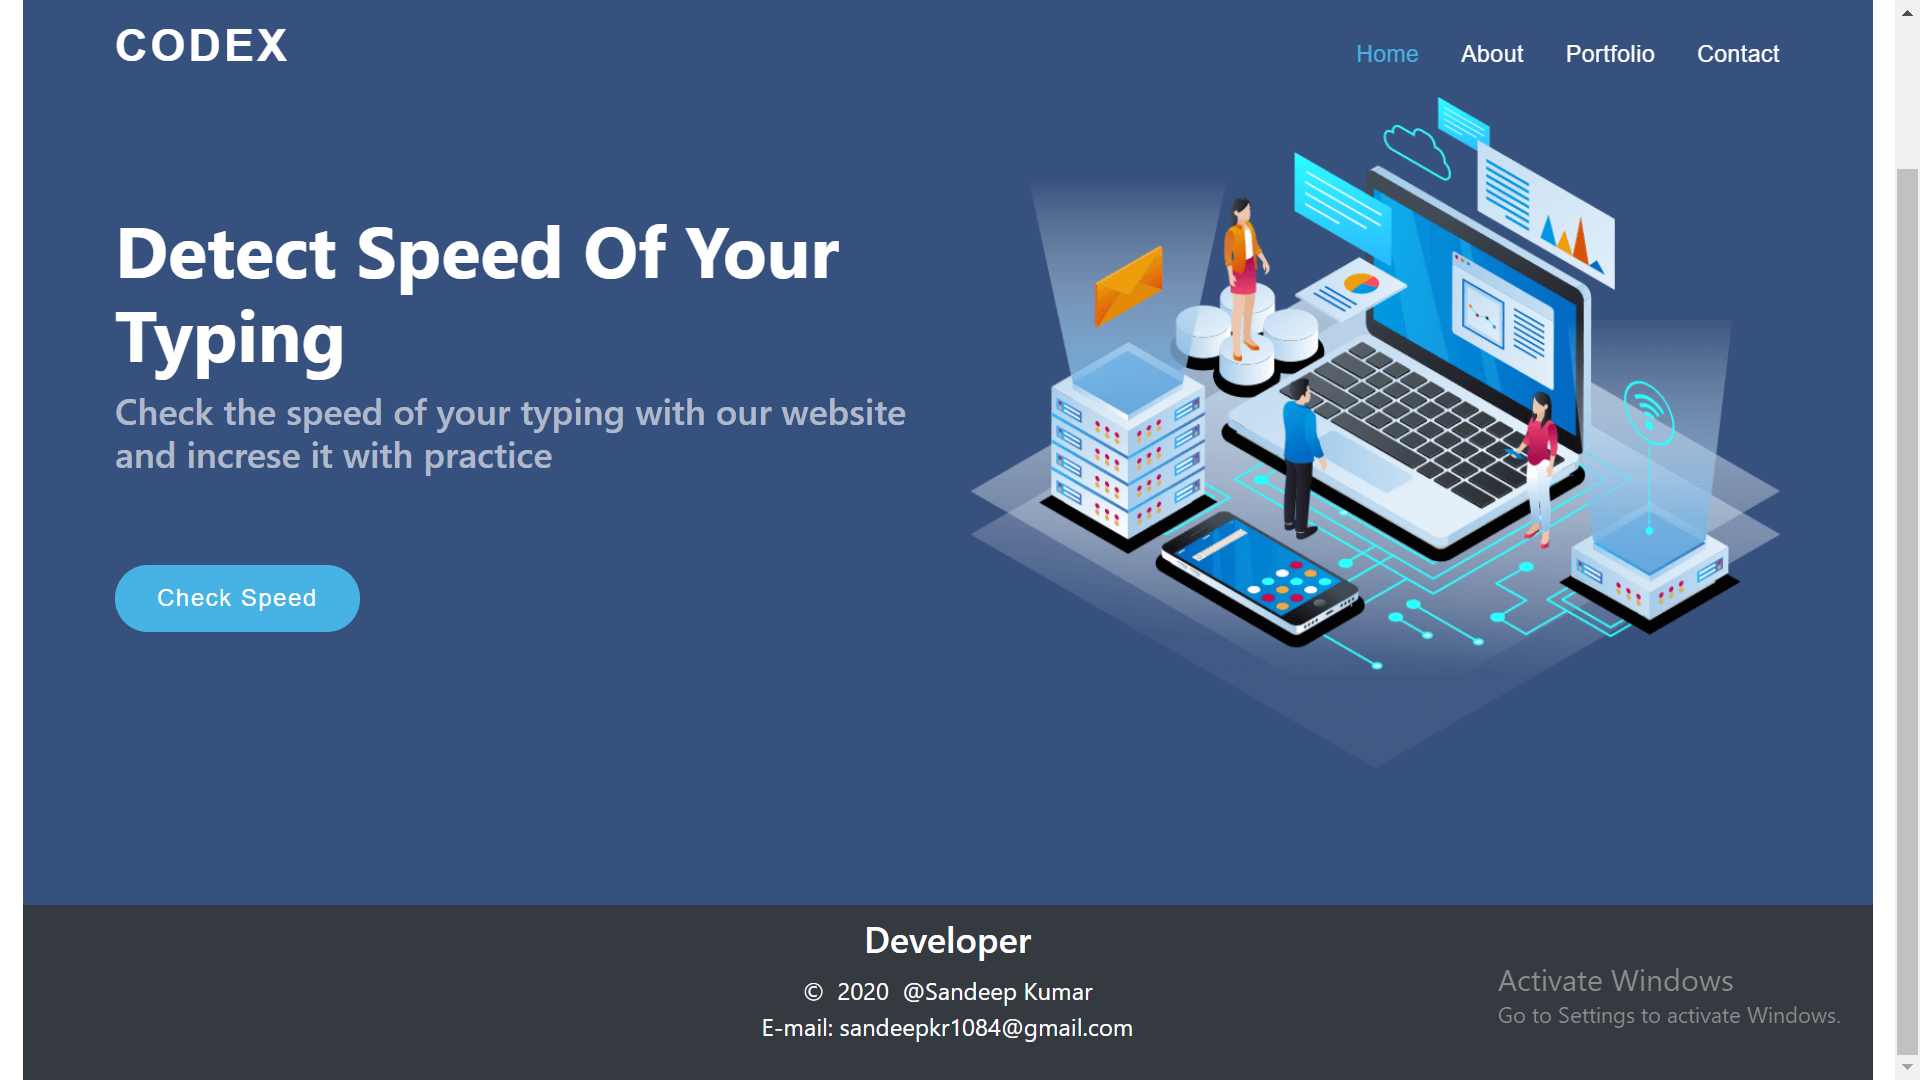 CODEX
Home About Portfolio Contact
Detect Speed Of Your
Typing
Check the speed of your typing with our website
and increse it with practice
Check Speed
Developer
© 2020 @Sandeep Kumar
E-mail: sandeepkr1084@gmail.com
Activate Windows
Go to Settings to activate Windows.